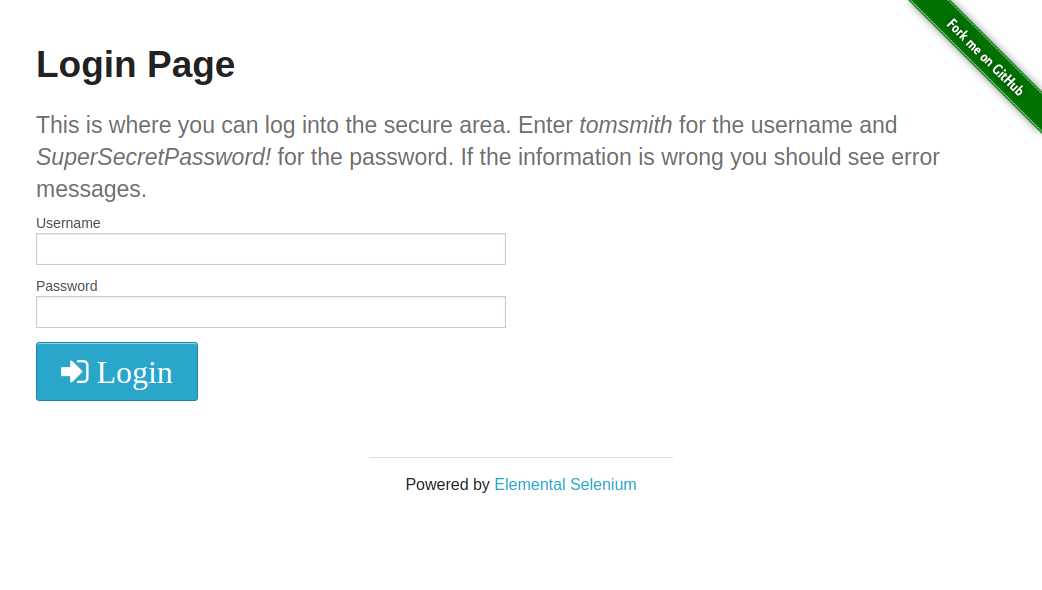 Fork me on GitHub
Login Page
This is where you can log into the secure area. Enter tomsmith for the username and
SuperSecretPassword! for the password. If the information is wrong you should see error
messages.
Username
Password
Login
Powered by Elemental Selenium